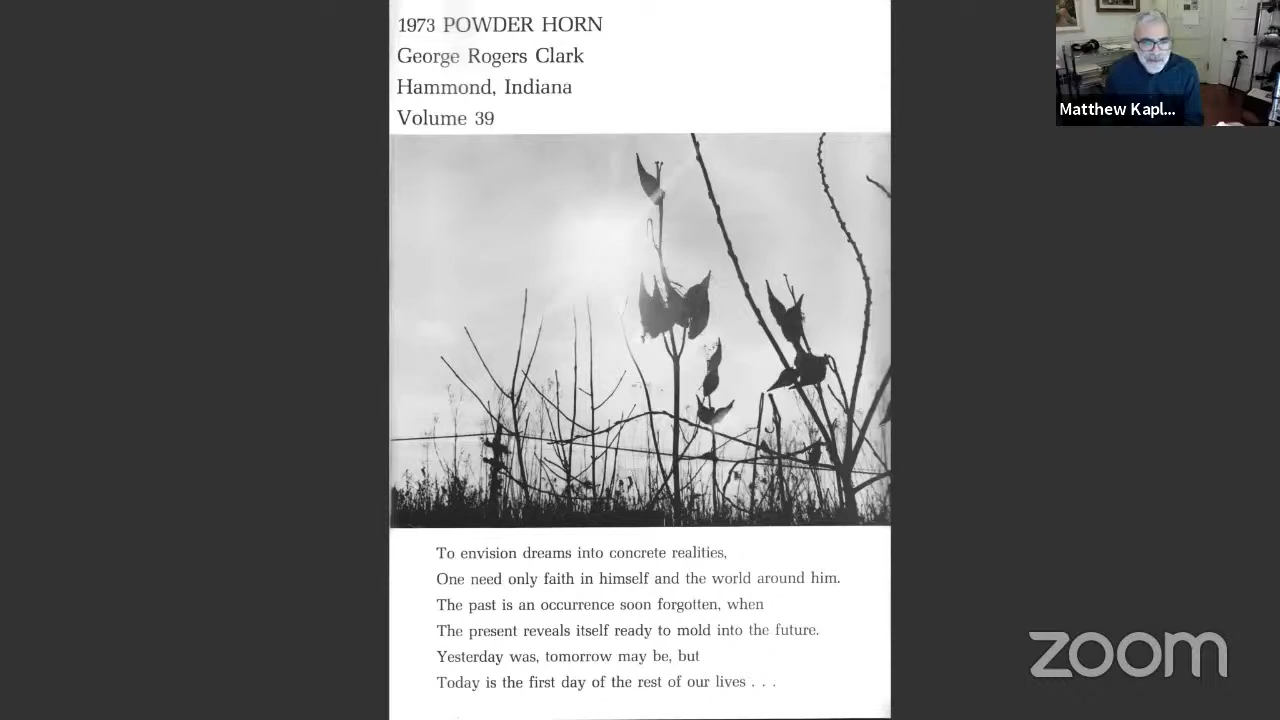 1973 POWDER HORN
George Rogers Clark
Hammond, Indiana
Volume 39
Matthew Kapl...
To envision dreams into concrete realities,
One need only faith in himself and the world around him.
The past is an occurrence soon forgotten, when
The present reveals itself ready to mold into the future.
Yesterday was, tomorrow may be, but
Today is the first day of the rest of our lives . . .
zoom